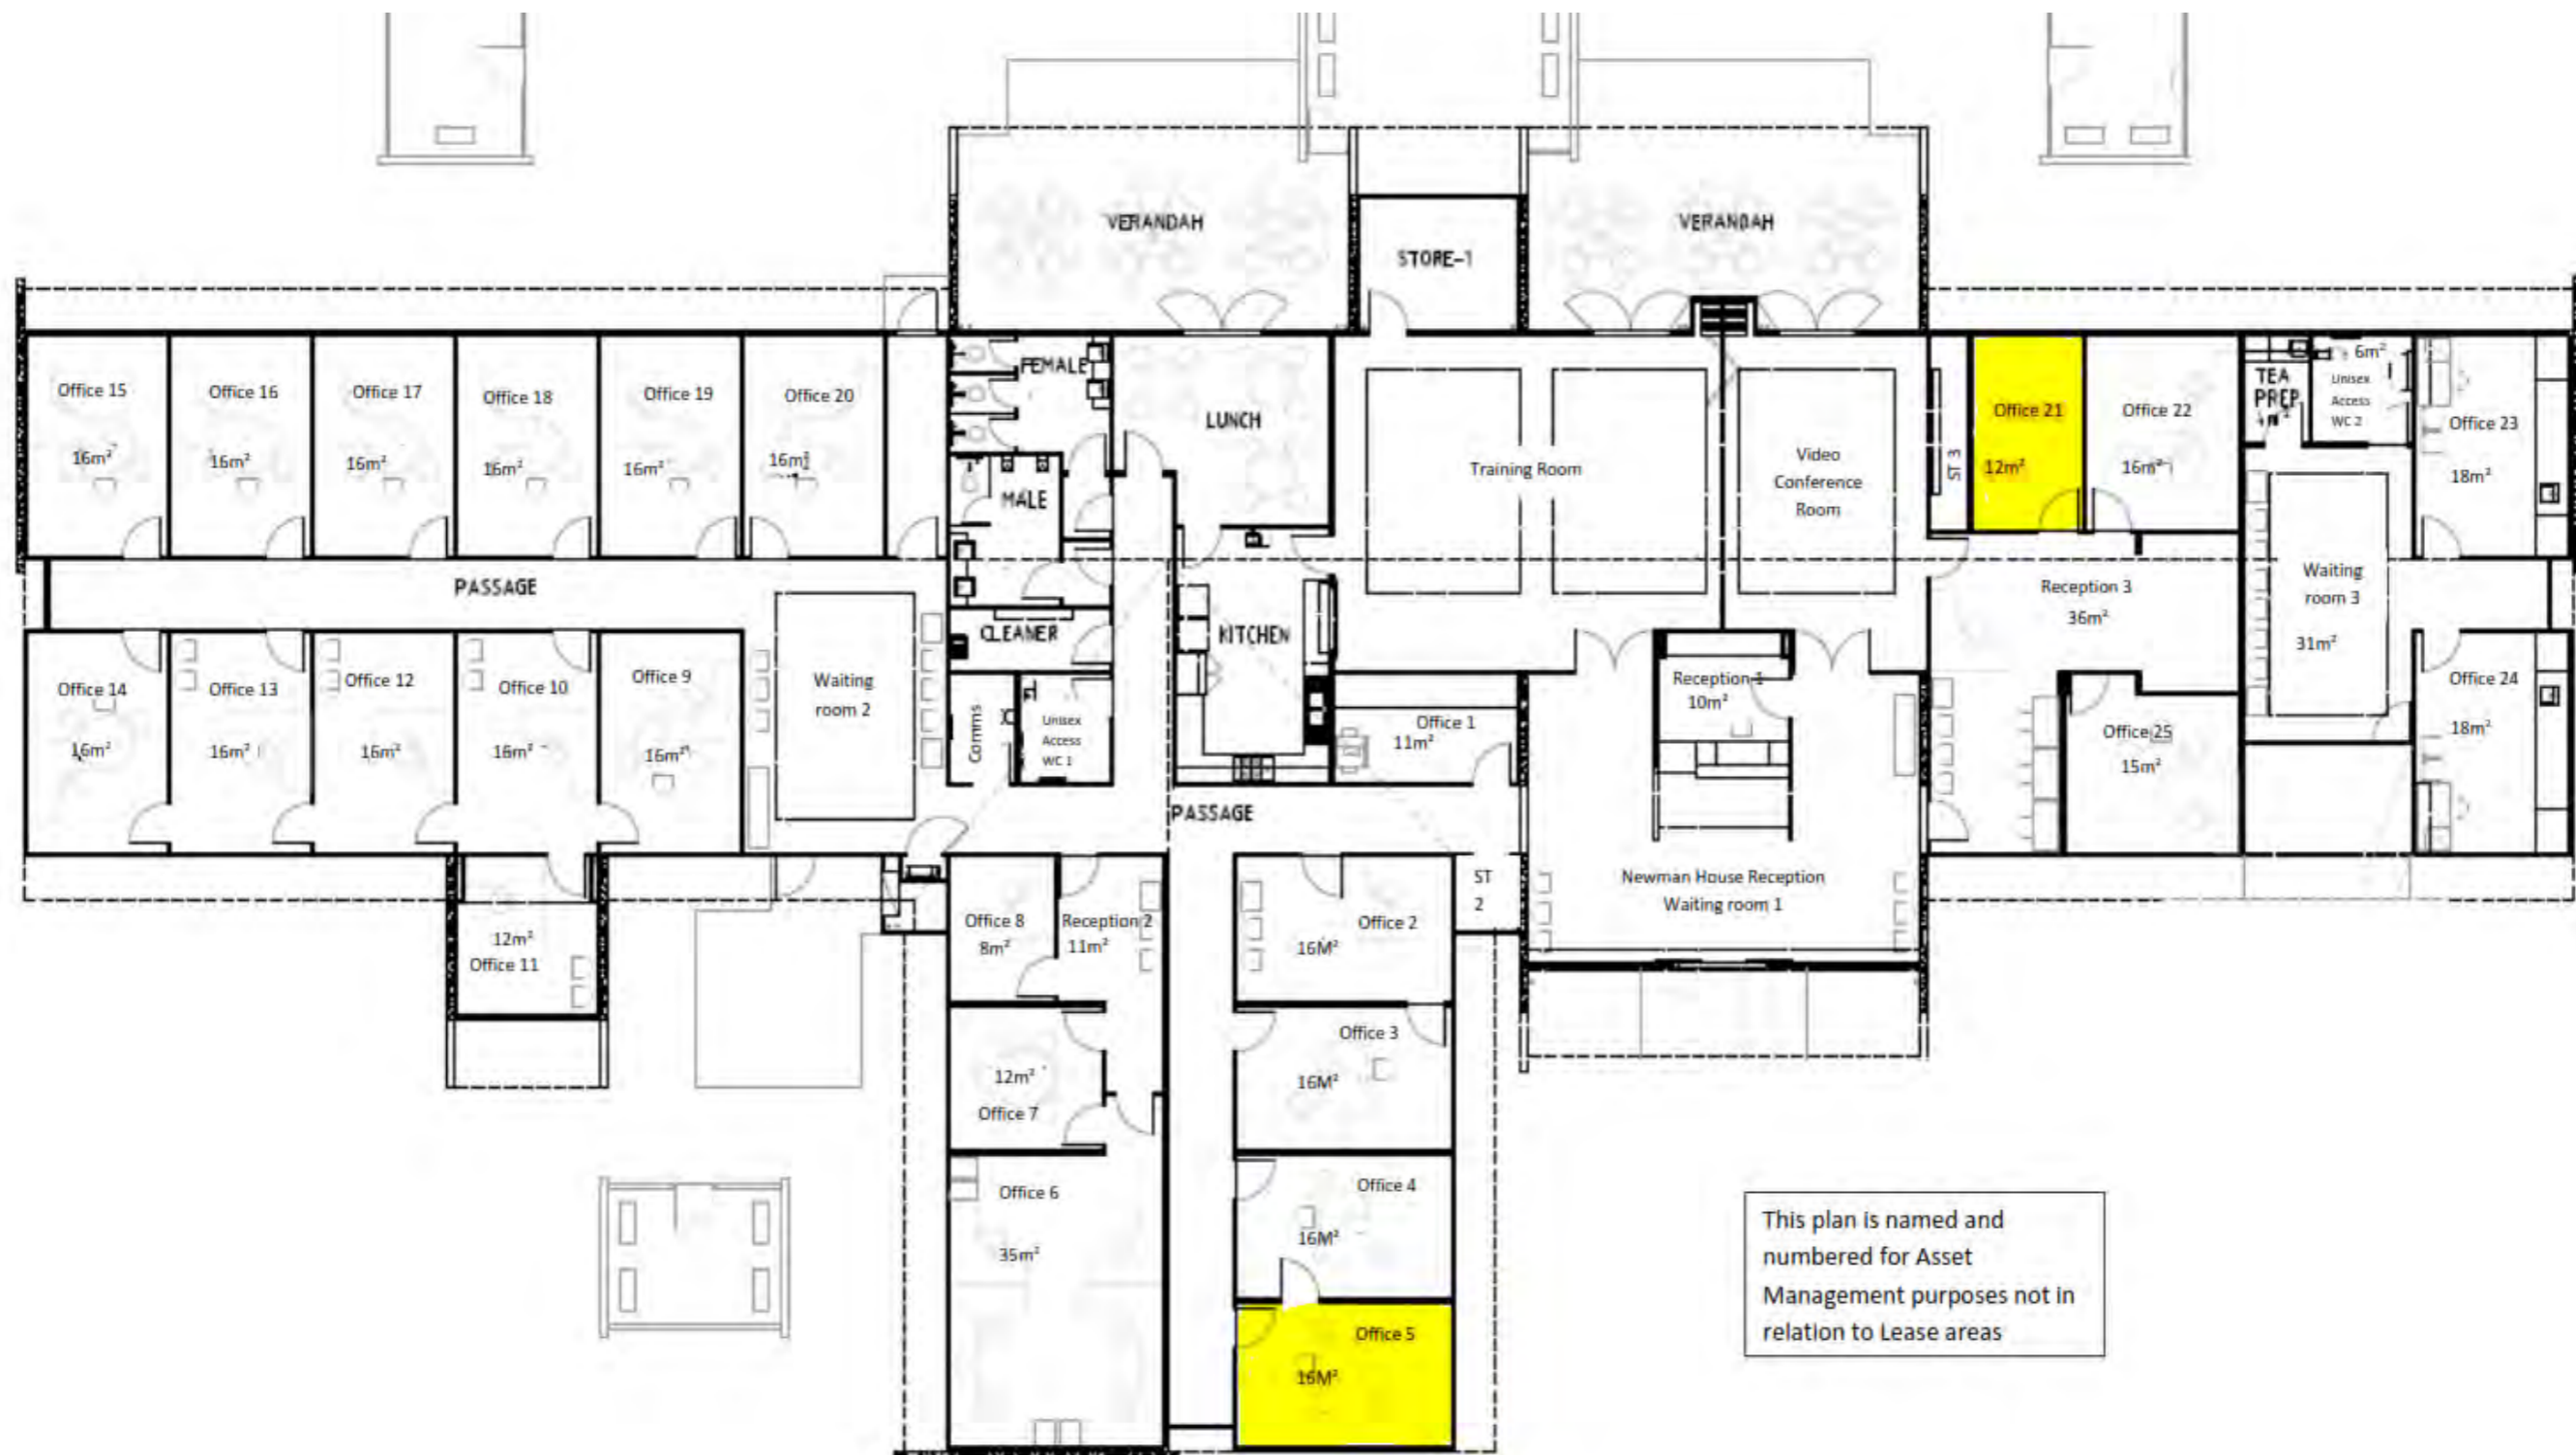 VERANDAH
STORE-1
VERANDAH
Office 15
16m²
Office 16
16m²
Office 17
16m²
Office 18
16m²
Office 19
16m²
Office 20
16m²
FEMALE
MALE
LUNCH
Training Room
Video
Conference
Room
ST 3
Office 21
12m²
Office 22
16m²
TEA
PREP
6m²
Unisex
Access
WC 2
Office 23
18m²
PASSAGE
CLEANER
KITCHEN
Reception 3
36m²
Waiting
room 3
31m²
Office 14
16m²
Office 13
16m²
Office 12
16m²
Office 10
16m²
Office 9
16m²
Waiting
room 2
Comms
Unisex
Access
WC 1
Office 1
11m²
Reception 1
10m²
Office 25
15m²
Office 24
18m²
PASSAGE
12m²
Office 11
Office 8
8m²
Reception 2
11m²
Office 2
16M²
ST
2
Newman House Reception
Waiting room 1
12m²
Office 7
Office 3
16M²
Office 6
35m²
Office 4
16M²
Office 5
16M²
This plan is named and
numbered for Asset
Management purposes not in
relation to Lease areas